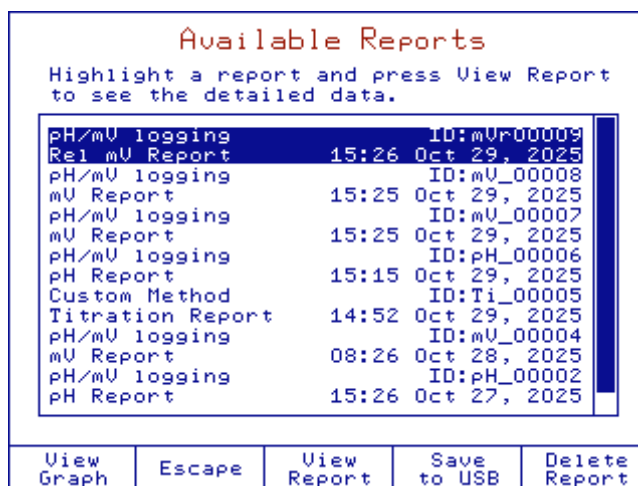 Available Reports
Highlight a report and press View Report
to see the detailed data.
pH/mV logging ID:mVr00009
Rel mV Report 15:26 Oct 29, 2025
pH/mV logging ID:mV_00008
mV Report 15:25 Oct 29, 2025
pH/mV logging ID:mV_00007
mV Report 15:25 Oct 29, 2025
pH/mV logging ID:pH_00006
pH Report 15:15 Oct 29, 2025
Custom Method ID:Ti_00005
Titration Report 14:52 Oct 29, 2025
pH/mV logging ID:mV_00004
mV Report 08:26 Oct 28, 2025
pH/mV logging ID:pH_00002
pH Report 15:26 Oct 27, 2025
View Graph
Escape
View Report
Save to USB
Delete Report